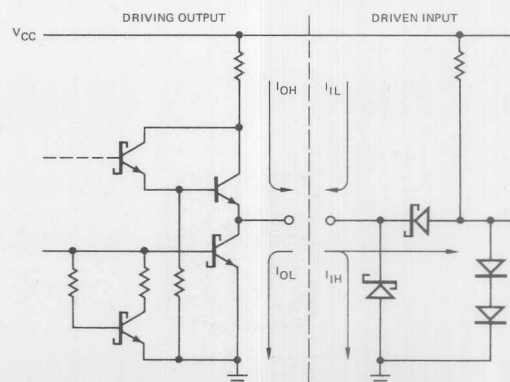 DRIVING OUTPUT
DRIVEN INPUT
VCC
IOH
IIL
IOL
IIH